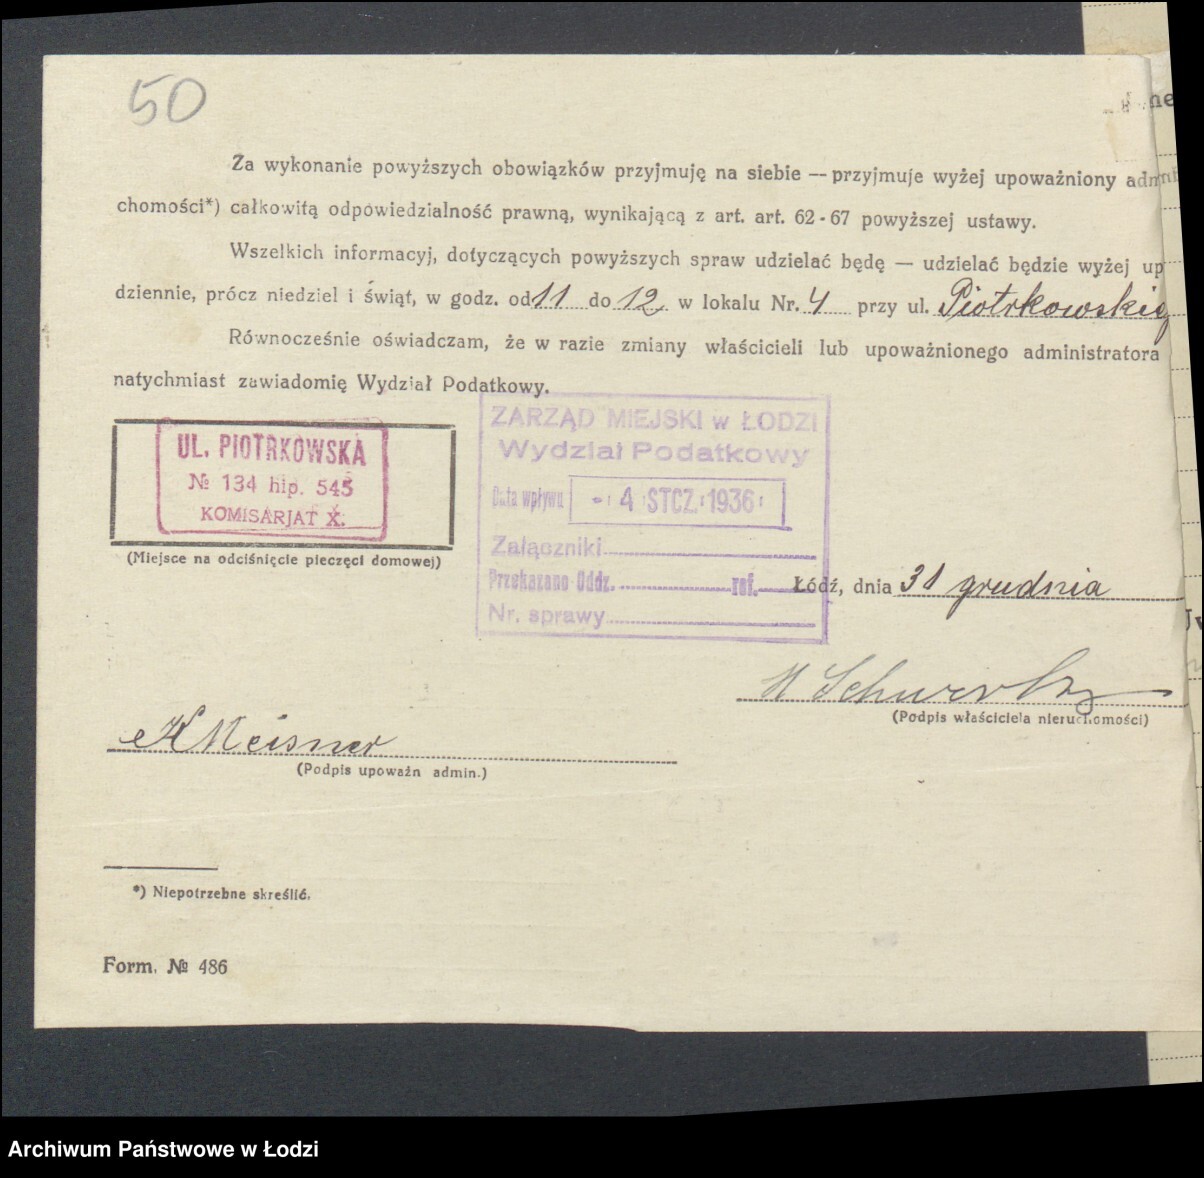 50
Za wykonanie powyższych obowiązków przyjmuję na siebie — przyjmuje wyżej upoważniony
chomości*) całkowitą odpowiedzialność prawną, wynikającą z art. art. 62-67 powyższej ustawy.
Wszelkich informacyj, dotyczących powyższych spraw udzielać będę — udzielać będzie wyżej up
dziennie, prócz niedziel i świąt, w godz. od 11 do 12 w lokalu Nr. 4 przy ul. Piotrkowskiej
Równocześnie oświadczam, że w razie zmiany właścicieli lub upoważnionego administratora
natychmiast zawiadomię Wydział Podatkowy.
UL. PIOTRKOWSKA
№ 134 hip. 545
KOMISARJAT X.
(Miejsce na odciśnięcie pieczęci domowej)
ZARZĄD MIEJSKI w ŁODZI
Wydział Podatkowy
Data wpływu - 4 STCZ. 1936
Załączniki
Przekazano Oddz. ref.
Nr. sprawy
Łódź, dnia 31 grudnia
(Podpis właściciela nieruchomości)
K Meisner
(Podpis upoważn admin.)
*) Niepotrzebne skreślić.
Form. № 486
Archiwum Państwowe w Łodzi